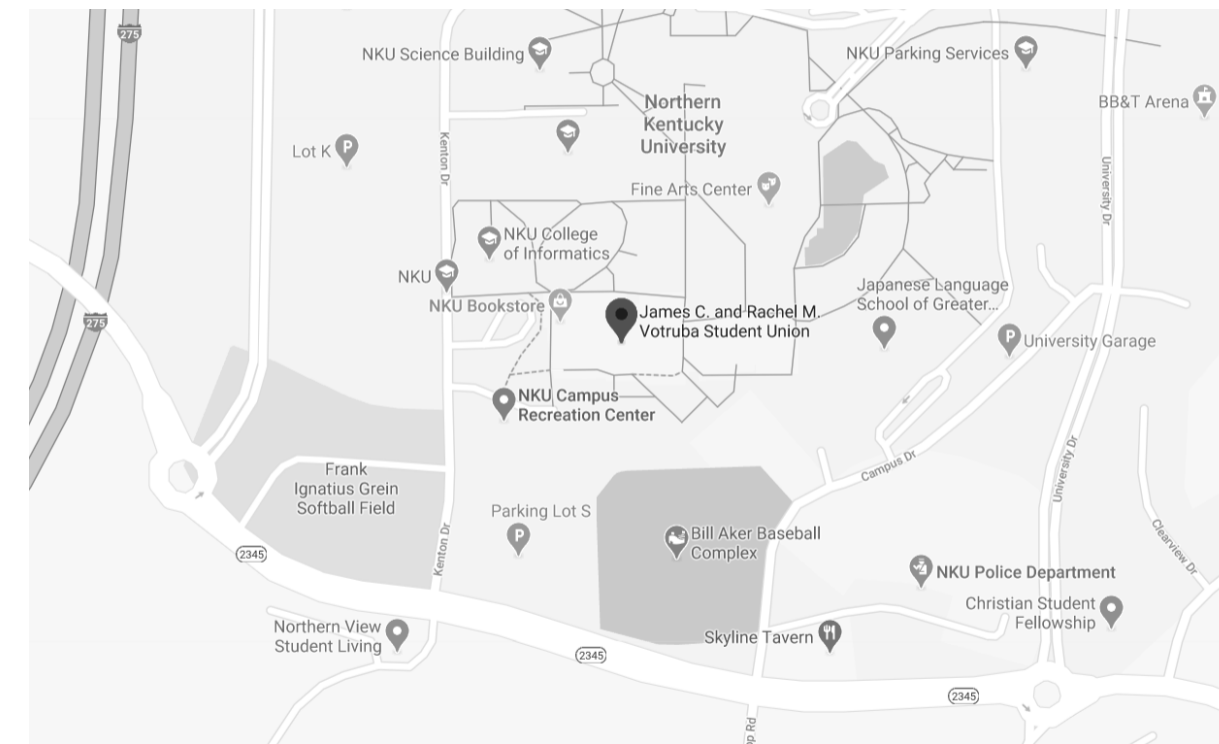 275
NKU Science Building
NKU Parking Services
Northern
Kentucky
University
BB&T Arena
Lot K
P
Kenton Dr
University Dr
Fine Arts Center
NKU College
of Informatics
NKU
NKU Bookstore
James C. and Rachel M.
Votruba Student Union
Japanese Language
School of Greater...
275
P
University Garage
NKU Campus
Recreation Center
Campus Dr
University Dr
Frank
Ignatius Grein
Softball Field
Parking Lot S
P
Bill Aker Baseball
Complex
2345
Kenton Dr
Clearview Dr
NKU Police Department
Christian Student
Fellowship
Northern View
Student Living
Skyline Tavern
2345
2345
Rd